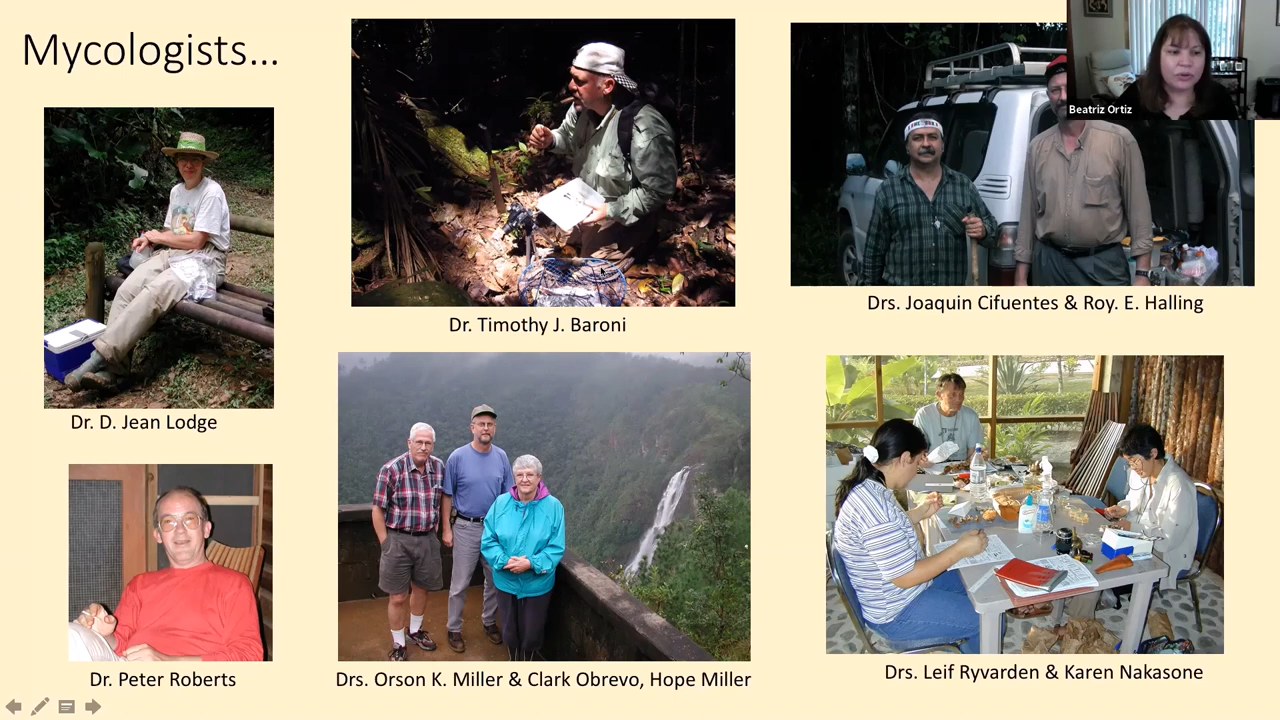 Mycologists...
Beatriz Ortiz
Dr. Timothy J. Baroni
Drs. Joaquin Cifuentes & Roy. E. Halling
Dr. D. Jean Lodge
Dr. Peter Roberts
Drs. Orson K. Miller & Clark Obrevo, Hope Miller
Drs. Leif Ryvarden & Karen Nakasone